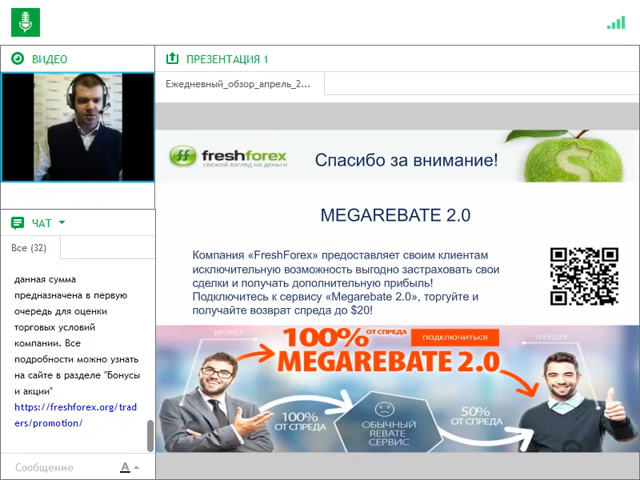 ВИДЕО
ПРЕЗЕНТАЦИЯ 1
Ежедневный_обзор_апрель_2...
freshforex
свежий взгляд на деньги
Спасибо за внимание!
MEGAREBATE 2.0
Компания «FreshForex» предоставляет своим клиентам
исключительную возможность выгодно застраховать свои
сделки и получать дополнительную прибыль!
Подключитесь к сервису «Megarebate 2.0», торгуйте и
получайте возврат спреда до $20!
БРОКЕР
100% ОТ СПРЕДА
ПОДКЛЮЧИТЬСЯ
ТРЕЙДЕР
MEGAREBATE 2.0
100%
ОТ СПРЕДА
ОБЫЧНЫЙ
REBATE
СЕРВИС
50%
ОТ СПРЕДА
ЧАТ
Все (32)
данная сумма
предназначена в первую
очередь для оценки
торговых условий
компании. Все
подробности можно узнать
на сайте в разделе "Бонусы
и акции"
https://freshforex.org/trad
ers/promotion/
Сообщение
A